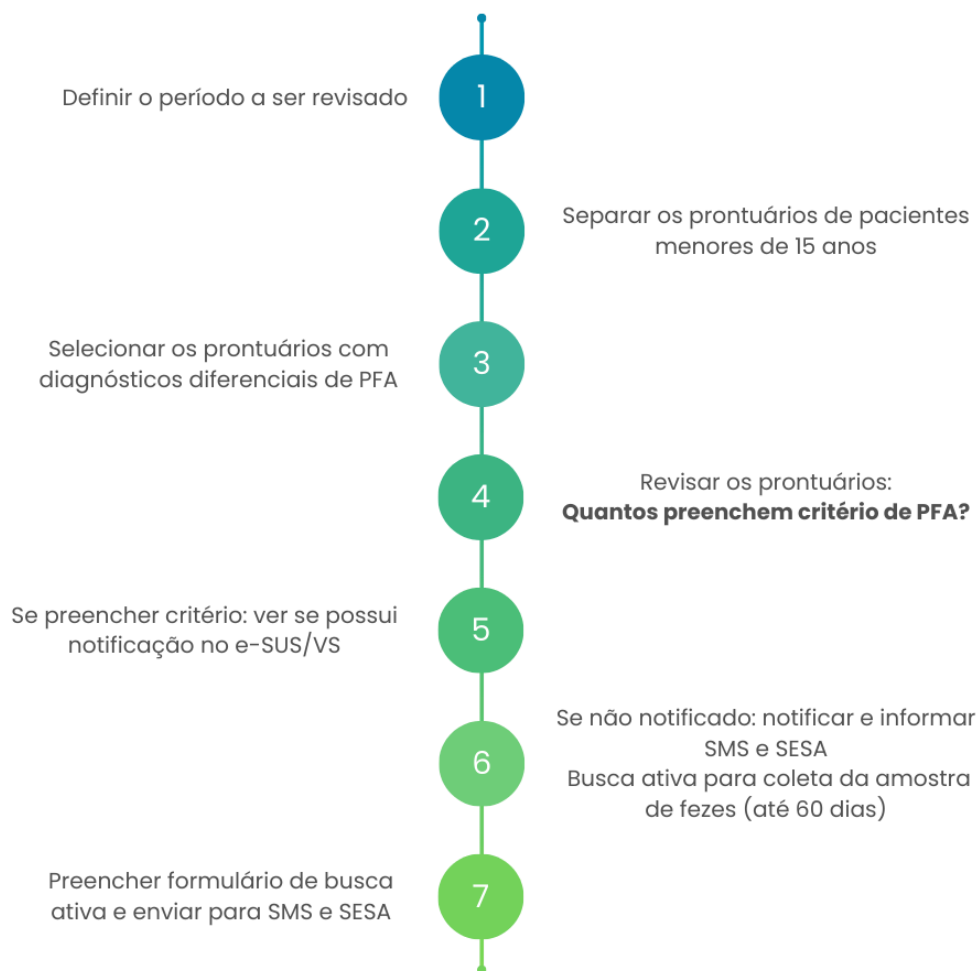 1
Definir o período a ser revisado
2
Separar os prontuários de pacientes
menores de 15 anos
Selecionar os prontuários com
diagnósticos diferenciais de PFA
3
4
Revisar os prontuários:
Quantos preenchem critério de PFA?
Se preencher critério: ver se possui
notificação no e-SUS/VS
5
6
Se não notificado: notificar e informar
SMS e SESA
Busca ativa para coleta da amostra
de fezes (até 60 dias)
Preencher formulário de busca
ativa e enviar para SMS e SESA
7